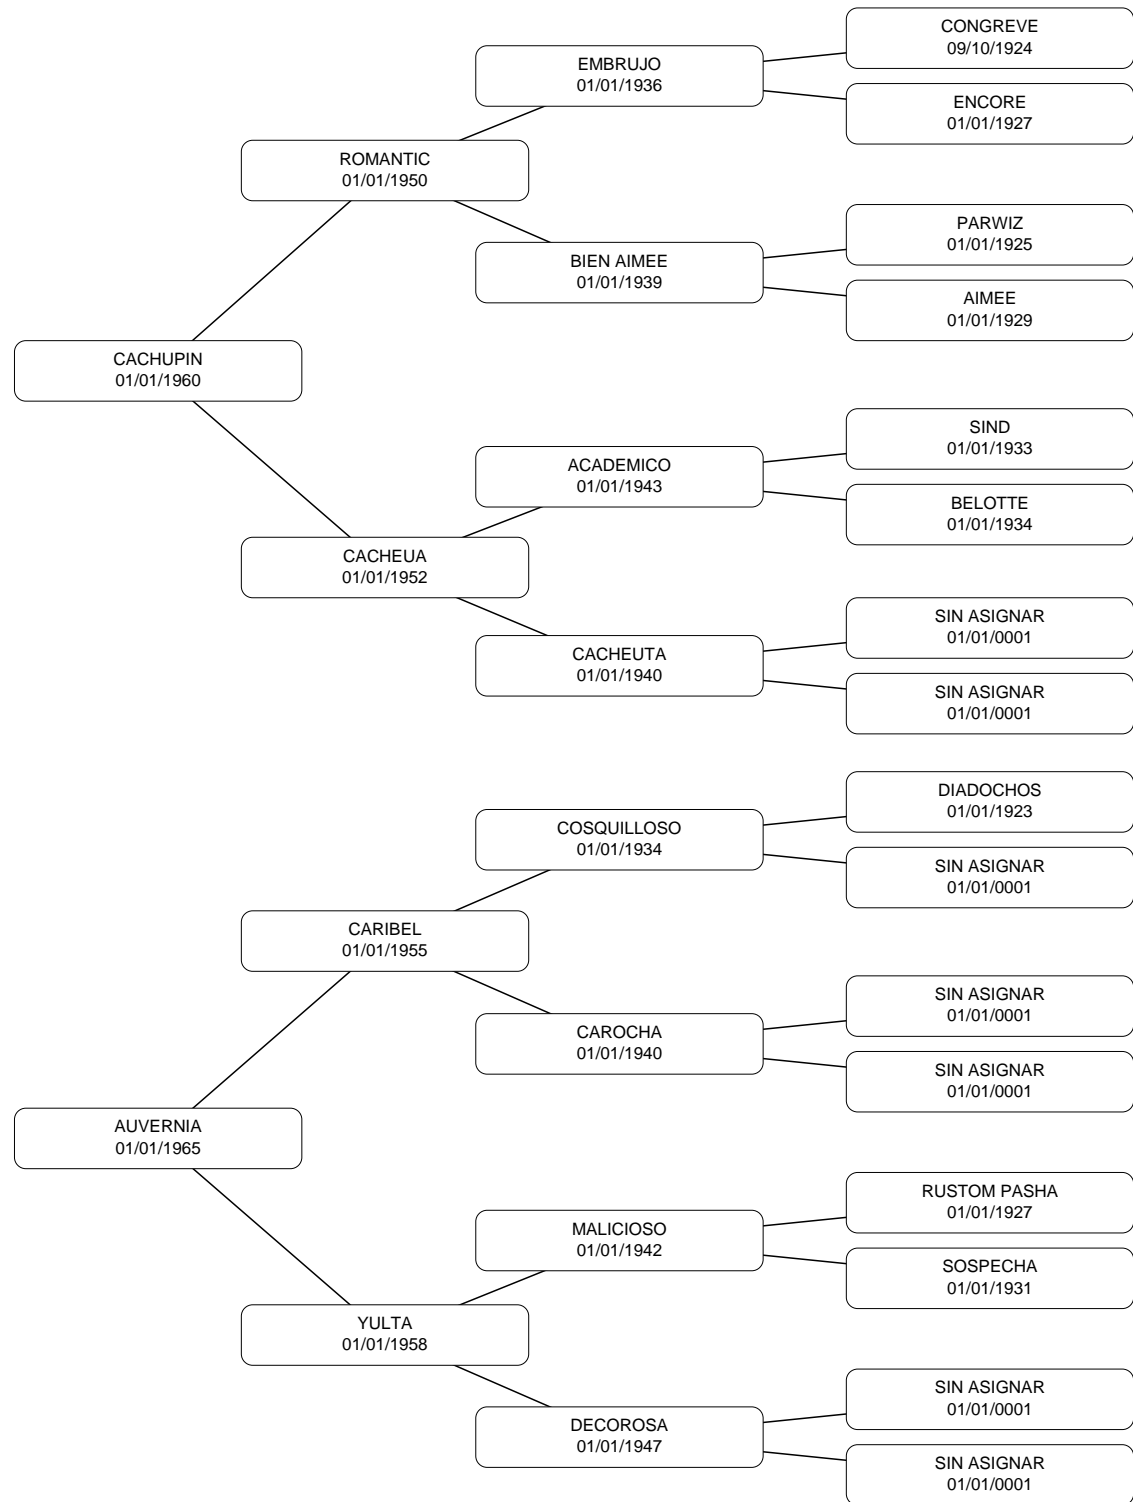 CONGREVE
09/10/1924
EMBRUJO
01/01/1936
ENCORE
01/01/1927
ROMANTIC
01/01/1950
PARWIZ
01/01/1925
BIEN AIMEE
01/01/1939
AIMEE
01/01/1929
CACHUPIN
01/01/1960
SIND
01/01/1933
ACADEMICO
01/01/1943
BELOTTE
01/01/1934
CACHEUA
01/01/1952
SIN ASIGNAR
01/01/0001
CACHEUTA
01/01/1940
SIN ASIGNAR
01/01/0001
DIADOCHOS
01/01/1923
COSQUILLOSO
01/01/1934
SIN ASIGNAR
01/01/0001
CARIBEL
01/01/1955
SIN ASIGNAR
01/01/0001
CAROCHA
01/01/1940
SIN ASIGNAR
01/01/0001
AUVERNIA
01/01/1965
RUSTOM PASHA
01/01/1927
MALICIOSO
01/01/1942
SOSPECHA
01/01/1931
YULTA
01/01/1958
SIN ASIGNAR
01/01/0001
DECOROSA
01/01/1947
SIN ASIGNAR
01/01/0001